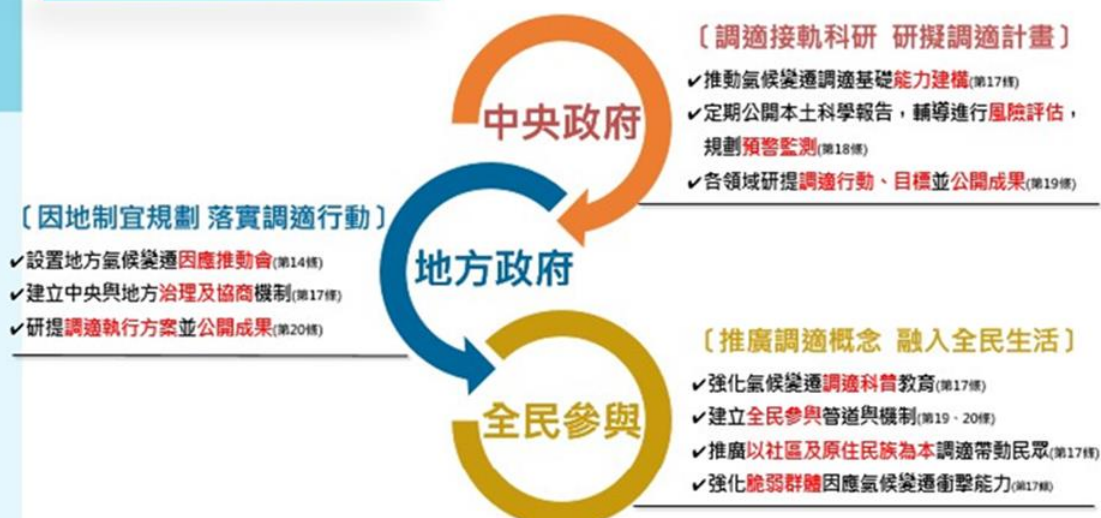 〔調適接軌科研 研擬調適計畫〕
中央政府
✔推動氣候變遷調適基礎能力建構(第17條)
✔定期公開本土科學報告，輔導進行風險評估，
規劃預警監測(第18條)
✔各領域研提調適行動、目標並公開成果(第19條)
〔因地制宜規劃 落實調適行動〕
地方政府
✔設置地方氣候變遷因應推動會(第14條)
✔建立中央與地方治理及協商機制(第17條)
✔研提調適執行方案並公開成果(第20條)
〔推廣調適概念 融入全民生活〕
全民參與
✔強化氣候變遷調適科普教育(第17條)
✔建立全民參與管道與機制(第19、20條)
✔推廣以社區及原住民族為本調適帶動民眾(第17條)
✔強化脆弱群體因應氣候變遷衝擊能力(第17條)